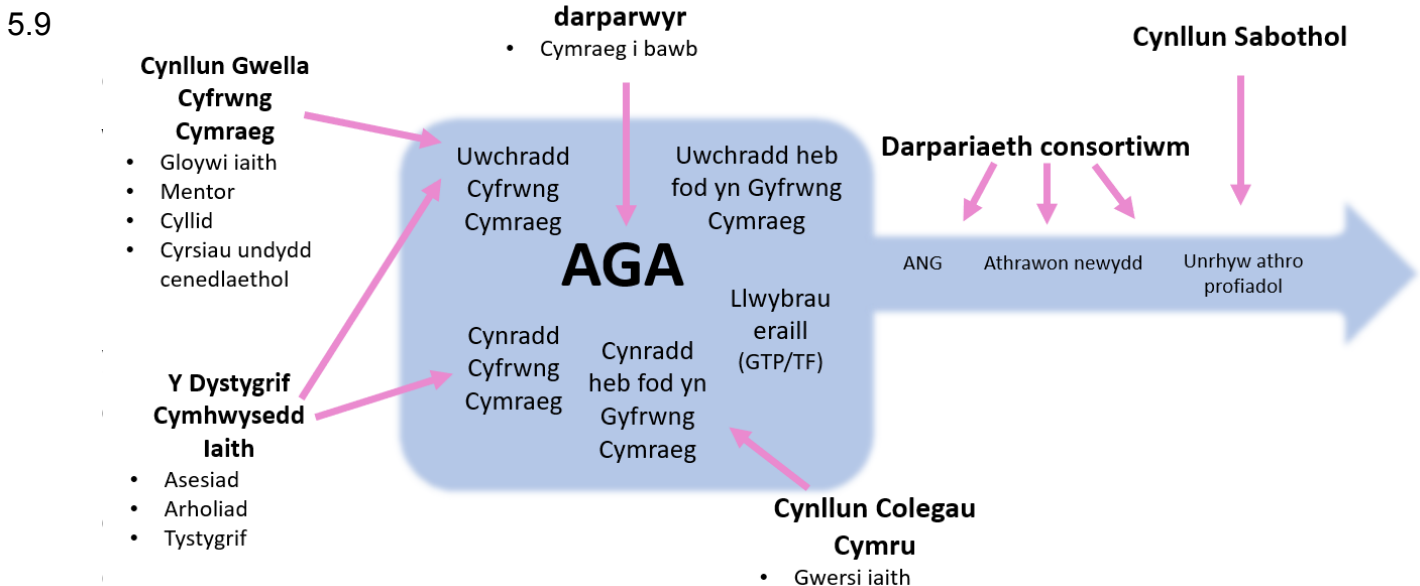 5.9
darparwyr
• Cymraeg i bawb
Cynllun Sabothol
Cynllun Gwella
Cyfrwng
Cymraeg
• Gloywi iaith
• Mentor
• Cyllid
• Cyrsiau undydd
cenedlaethol
Uwchradd
Cyfrwng
Cymraeg
Uwchradd heb
fod yn Gyfrwng
Cymraeg
AGA
Llwybrau
eraill
(GTP/TF)
Cynradd
Cyfrwng
Cymraeg
Cynradd
heb fod yn
Gyfrwng
Cymraeg
Darpariaeth consortiwm
ANG
Athrawon newydd
Unrhyw athro
profiadol
Y Dystygrif
Cymhwysedd
Iaith
• Asesiad
• Arholiad
• Tystygrif
Cynllun Colegau
Cymru
• Gwersi iaith